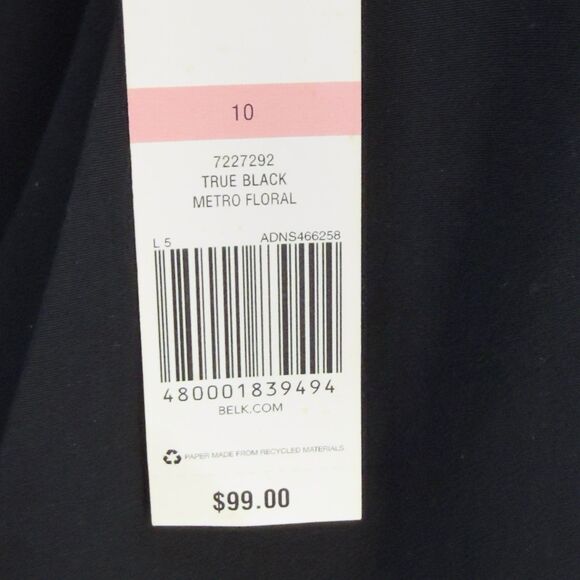 10
7227292
TRUE BLACK
METRO FLORAL
L 5 ADNS466258
480001839494
BELK.COM
PAPER MADE FROM RECYCLED MATERIALS
$99.00